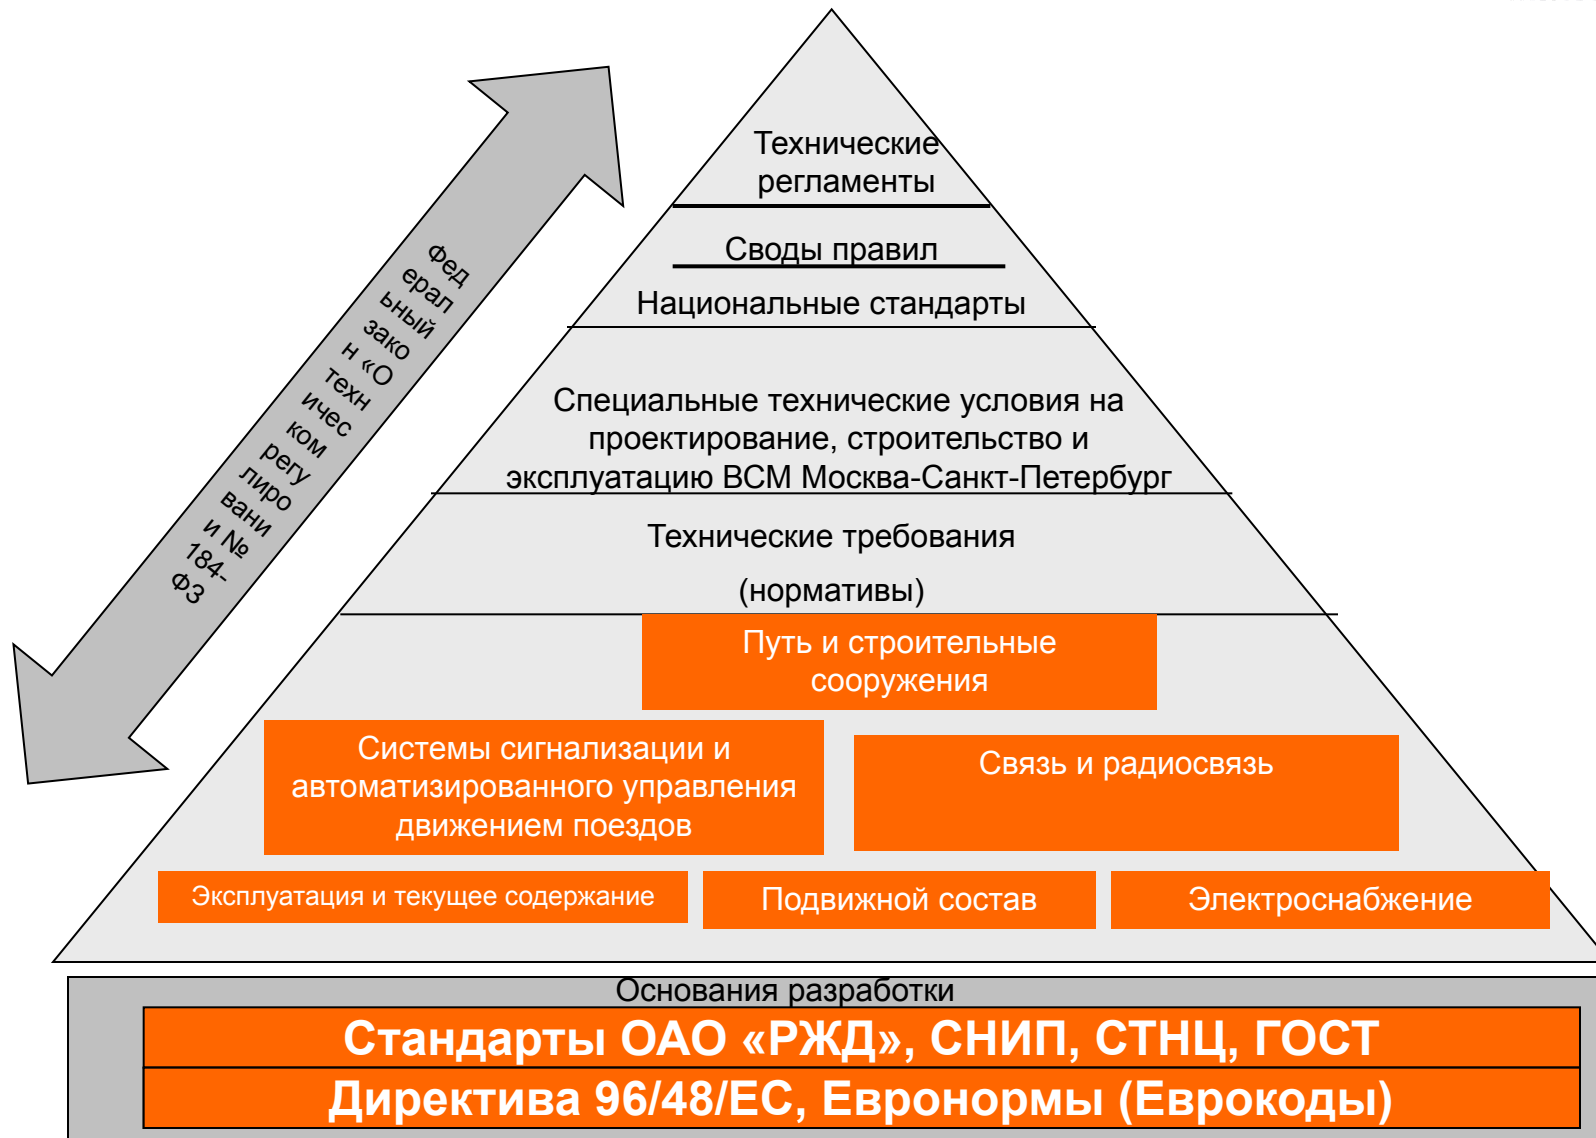 Технические
регламенты
Своды правил
Национальные стандарты
Специальные технические условия на
проектирование, строительство и
эксплуатацию ВСМ Москва-Санкт-Петербург
Технические требования
(нормативы)
Фед
ерал
ьный
зако
н «О
техн
ичес
ком
регу
лиро
вани
и №
184-
ФЗ
Путь и строительные
сооружения
Системы сигнализации и
автоматизированного управления
движением поездов
Связь и радиосвязь
Эксплуатация и текущее содержание
Подвижной состав
Электроснабжение
Основания разработки
Стандарты ОАО «РЖД», СНИП, СТНЦ, ГОСТ
Директива 96/48/ЕС, Евронормы (Еврокоды)